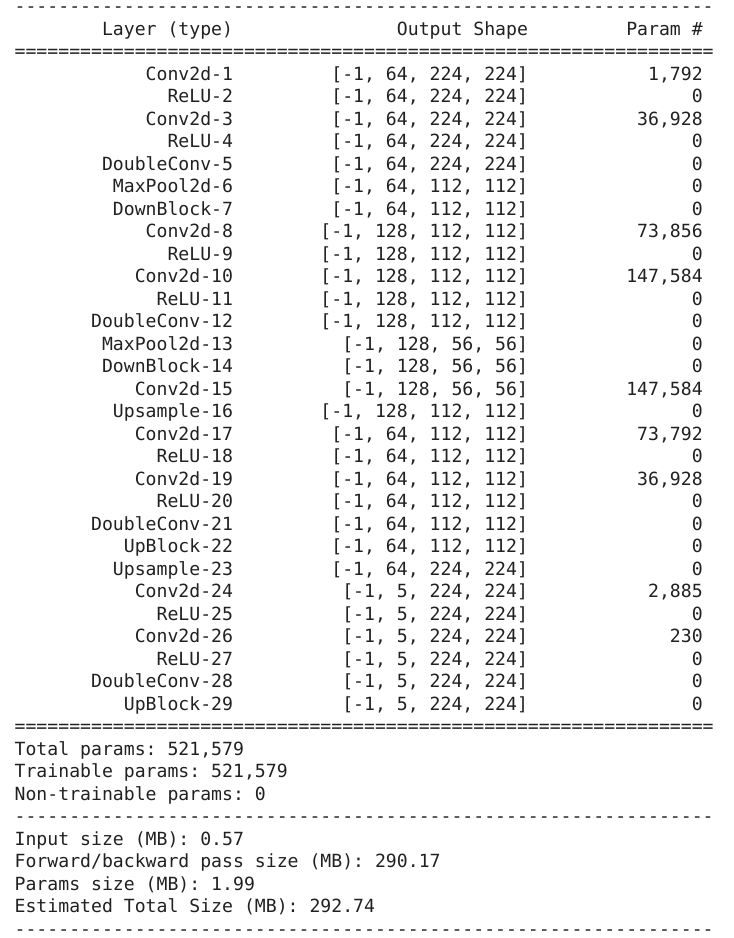 ----------------------------------------------------------------
Layer (type) Output Shape Param #
================================================================
Conv2d-1 [-1, 64, 224, 224] 1,792
ReLU-2 [-1, 64, 224, 224] 0
Conv2d-3 [-1, 64, 224, 224] 36,928
ReLU-4 [-1, 64, 224, 224] 0
DoubleConv-5 [-1, 64, 224, 224] 0
MaxPool2d-6 [-1, 64, 112, 112] 0
DownBlock-7 [-1, 64, 112, 112] 0
Conv2d-8 [-1, 128, 112, 112] 73,856
ReLU-9 [-1, 128, 112, 112] 0
Conv2d-10 [-1, 128, 112, 112] 147,584
ReLU-11 [-1, 128, 112, 112] 0
DoubleConv-12 [-1, 128, 112, 112] 0
MaxPool2d-13 [-1, 128, 56, 56] 0
DownBlock-14 [-1, 128, 56, 56] 0
Conv2d-15 [-1, 128, 56, 56] 147,584
Upsample-16 [-1, 128, 112, 112] 0
Conv2d-17 [-1, 64, 112, 112] 73,792
ReLU-18 [-1, 64, 112, 112] 0
Conv2d-19 [-1, 64, 112, 112] 36,928
ReLU-20 [-1, 64, 112, 112] 0
DoubleConv-21 [-1, 64, 112, 112] 0
UpBlock-22 [-1, 64, 112, 112] 0
Upsample-23 [-1, 64, 224, 224] 0
Conv2d-24 [-1, 5, 224, 224] 2,885
ReLU-25 [-1, 5, 224, 224] 0
Conv2d-26 [-1, 5, 224, 224] 230
ReLU-27 [-1, 5, 224, 224] 0
DoubleConv-28 [-1, 5, 224, 224] 0
UpBlock-29 [-1, 5, 224, 224] 0
================================================================
Total params: 521,579
Trainable params: 521,579
Non-trainable params: 0
----------------------------------------------------------------
Input size (MB): 0.57
Forward/backward pass size (MB): 290.17
Params size (MB): 1.99
Estimated Total Size (MB): 292.74
----------------------------------------------------------------